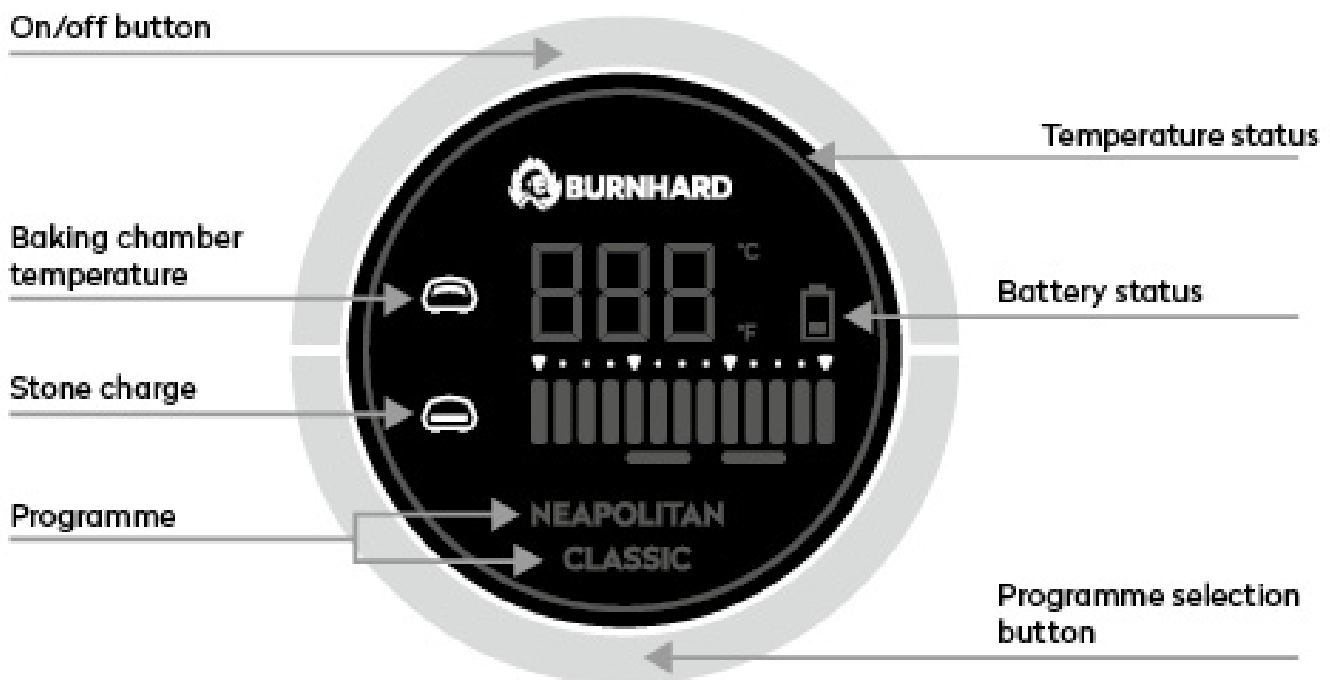 On/off button
Temperature status
BURNHARD
Baking chamber
temperature
888 °C
°F
Battery status
Stone charge
Programme
NEAPOLITAN
CLASSIC
Programme selection
button